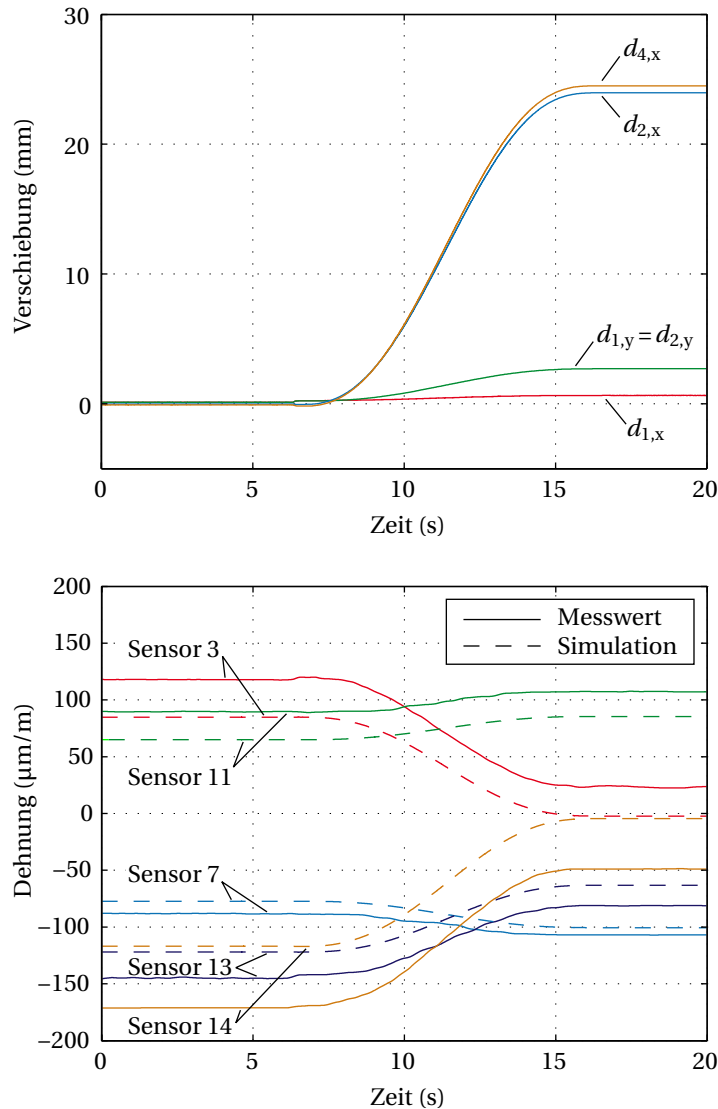 30
20
10
0
0
5
10
15
20
Verschiebung (mm)
Zeit (s)
d4,x
d2,x
d1,y = d2,y
d1,x
200
150
100
50
0
−50
−100
−150
−200
0
5
10
15
20
Dehnung (µm/m)
Zeit (s)
Messwert
Simulation
Sensor 3
Sensor 11
Sensor 7
Sensor 13
Sensor 14